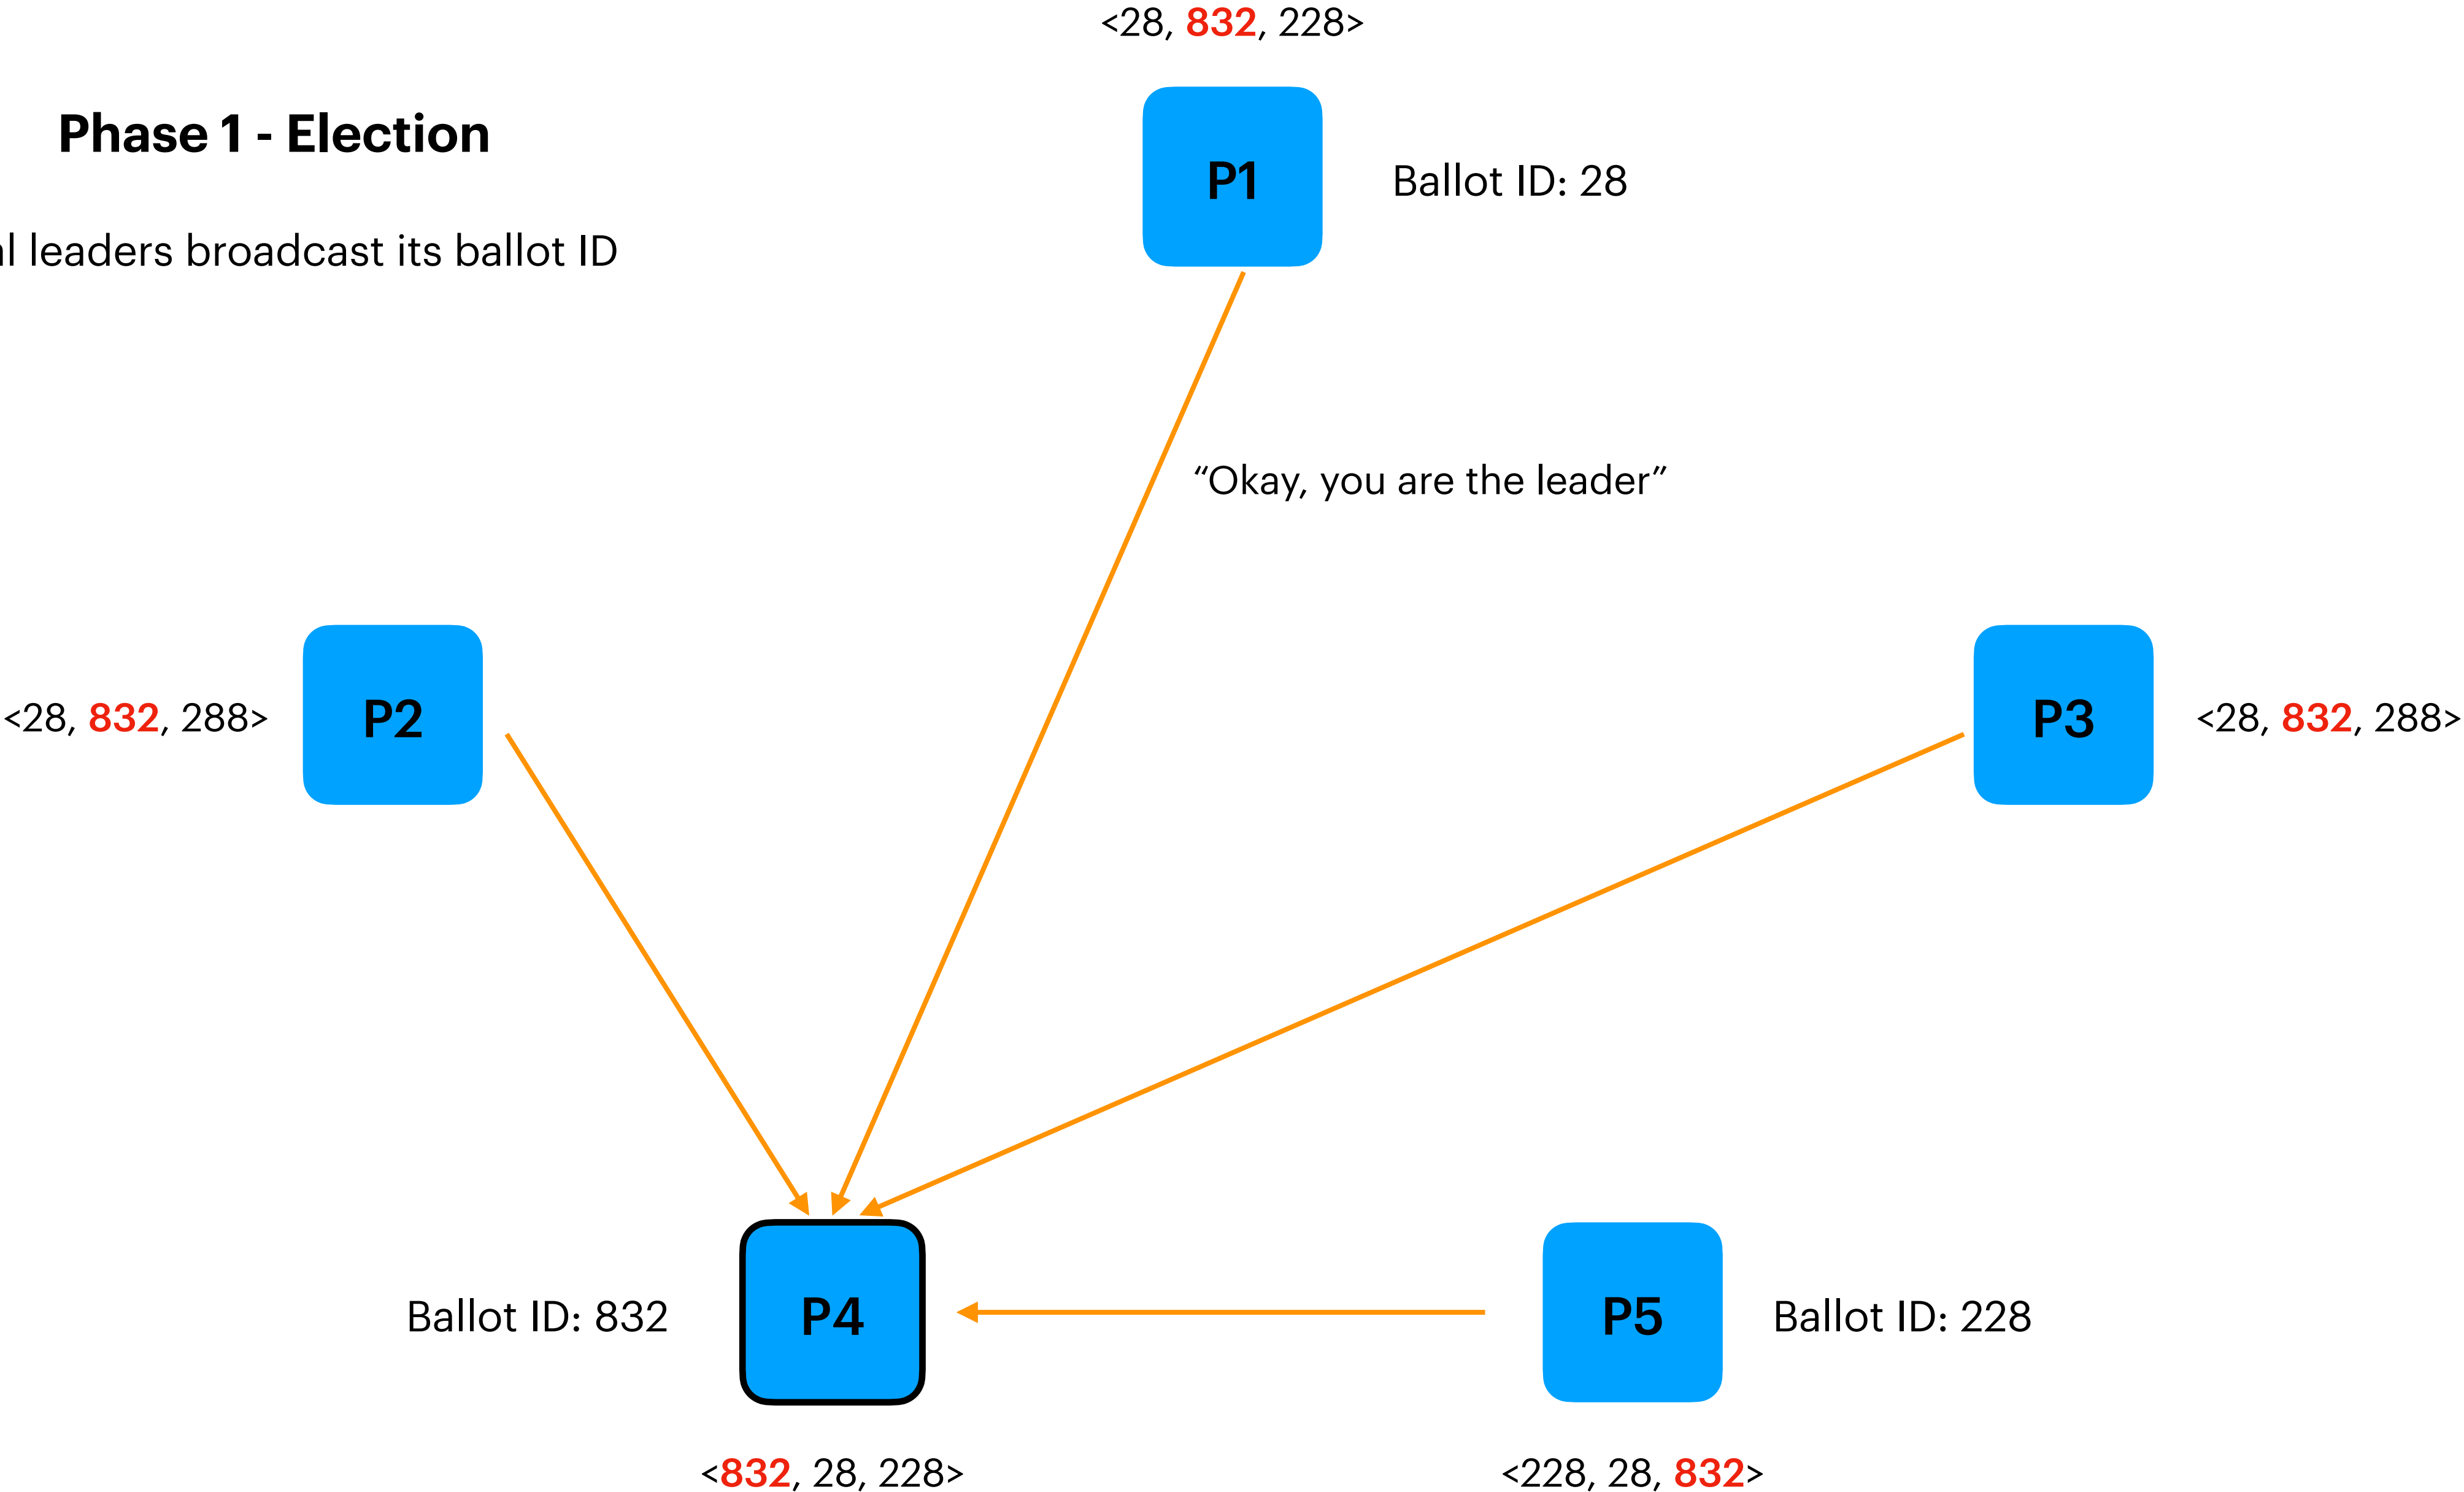 <28, 832, 228>
Phase 1 - Election
P1
Ballot ID: 28
leaders broadcast its ballot ID
“Okay, you are the leader”
<28, 832, 288>
P2
P3
<28, 832, 288>
Ballot ID: 832
P4
P5
Ballot ID: 228
<832, 28, 228>
<228, 28, 832>